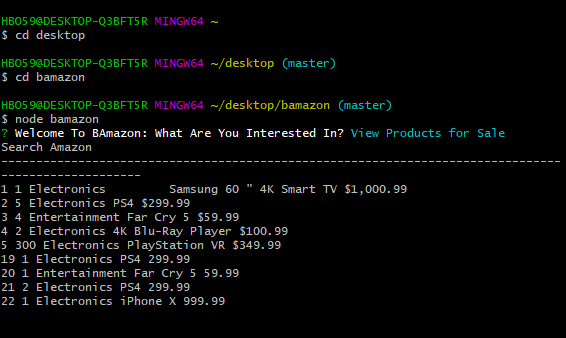 HBO59@DESKTOP-Q3BFT5R MINGW64 ~
$ cd desktop
HBO59@DESKTOP-Q3BFT5R MINGW64 ~/desktop (master)
$ cd bamazon
HBO59@DESKTOP-Q3BFT5R MINGW64 ~/desktop/bamazon (master)
$ node bamazon
? Welcome To BAmazon: What Are You Interested In? View Products for Sale
Search Amazon
--------------------------------------------------------------------------------
--------------------
1 1 Electronics         Samsung 60 " 4K Smart TV $1,000.99
2 5 Electronics PS4 $299.99
3 4 Entertainment Far Cry 5 $59.99
4 2 Electronics 4K Blu-Ray Player $100.99
5 300 Electronics PlayStation VR $349.99
19 1 Electronics PS4 299.99
20 1 Entertainment Far Cry 5 59.99
21 2 Electronics PS4 299.99
22 1 Electronics iPhone X 999.99